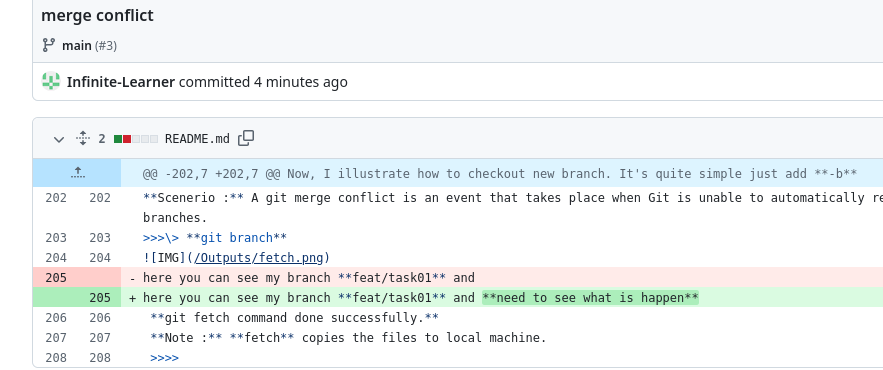 merge conflict
main (#3)
Infinite-Learner committed 4 minutes ago
2 README.md
@@ -202,7 +202,7 @@ Now, I illustrate how to checkout new branch. It's quite simple just add **-b**
202 202 **Scenerio :** A git merge conflict is an event that takes place when Git is unable to automatically
branches.
203 203 >>>\> **git branch**
204 204 ![IMG](/Outputs/fetch.png)
205 - here you can see my branch **feat/task01** and
205 + here you can see my branch **feat/task01** and **need to see what is happen**
206 206 **git fetch command done successfully.**
207 207 **Note :** **fetch** copies the files to local machine.
208 208 >>>>